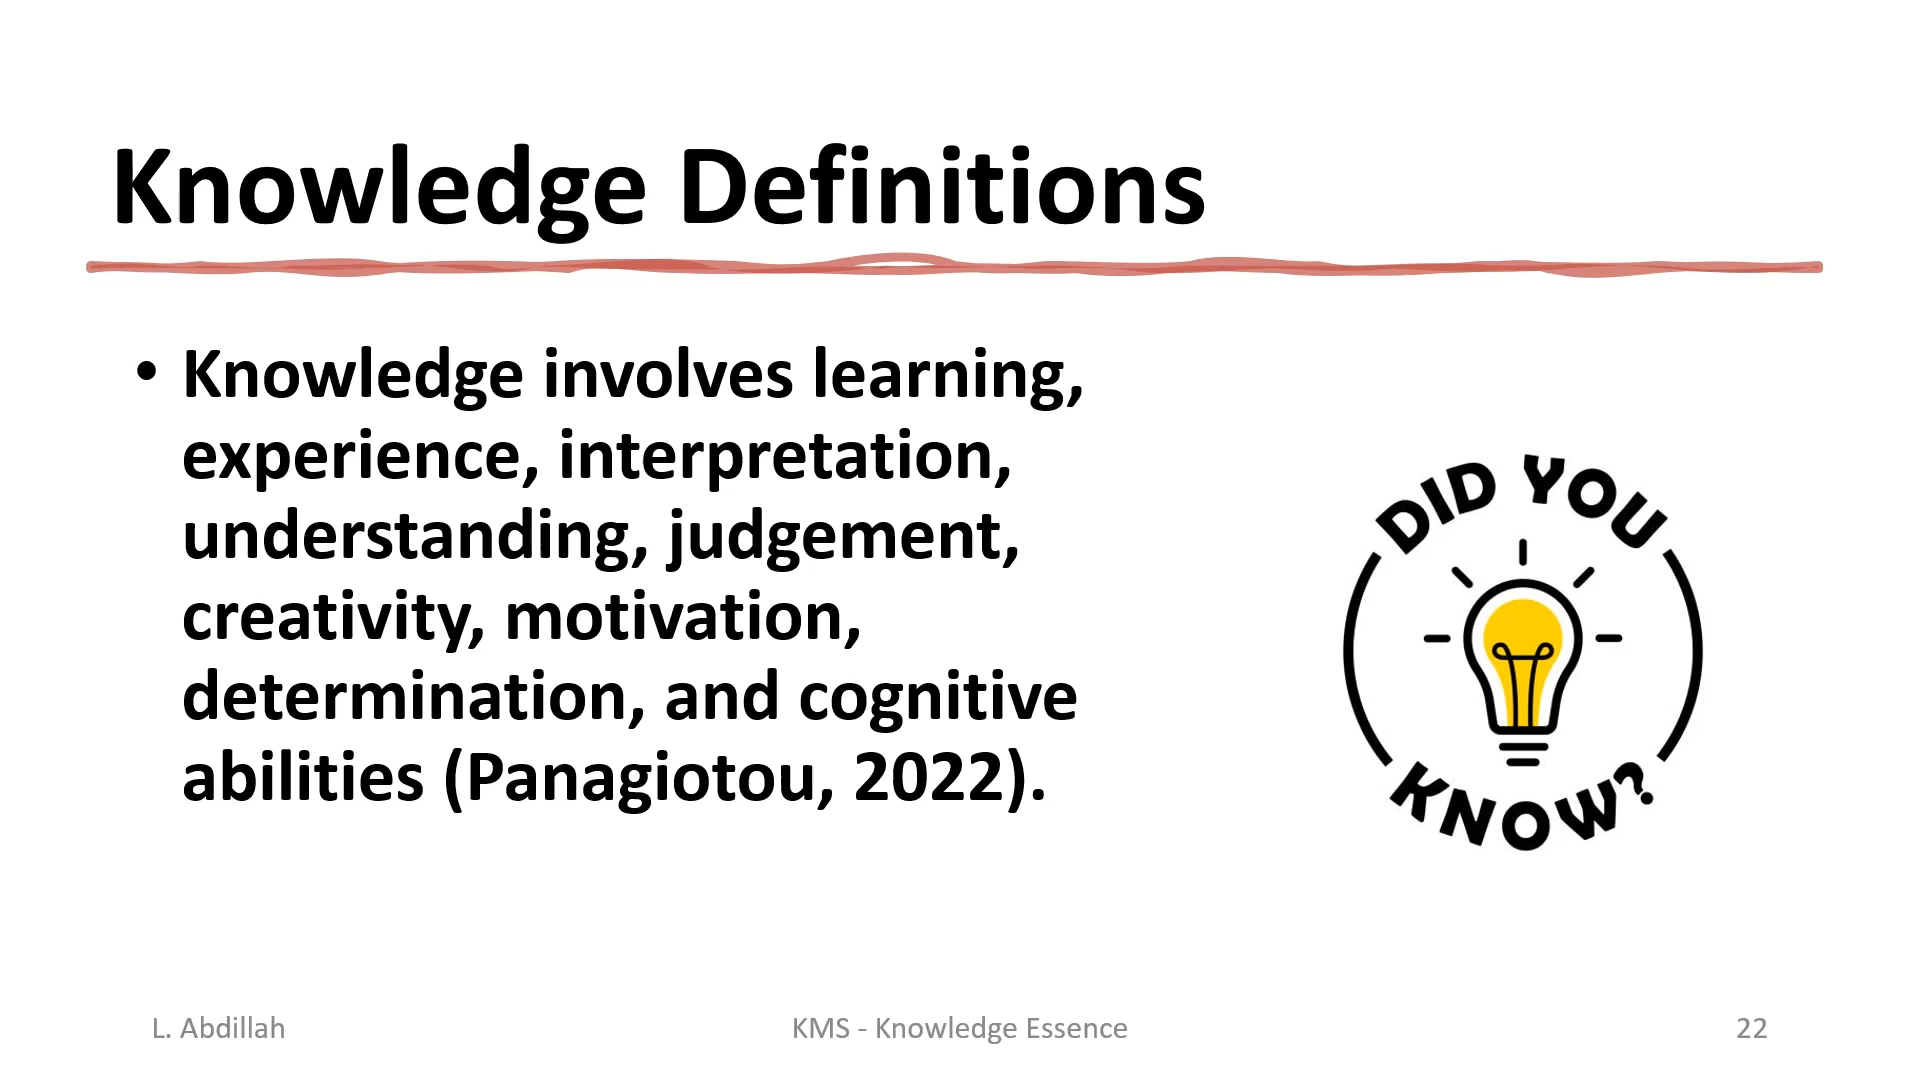 Knowledge Definitions
• Knowledge involves learning,
experience, interpretation,
understanding, judgement,
creativity, motivation,
determination, and cognitive
abilities (Panagiotou, 2022).
DID YOU
KNOW?
L. Abdillah
KMS - Knowledge Essence
22